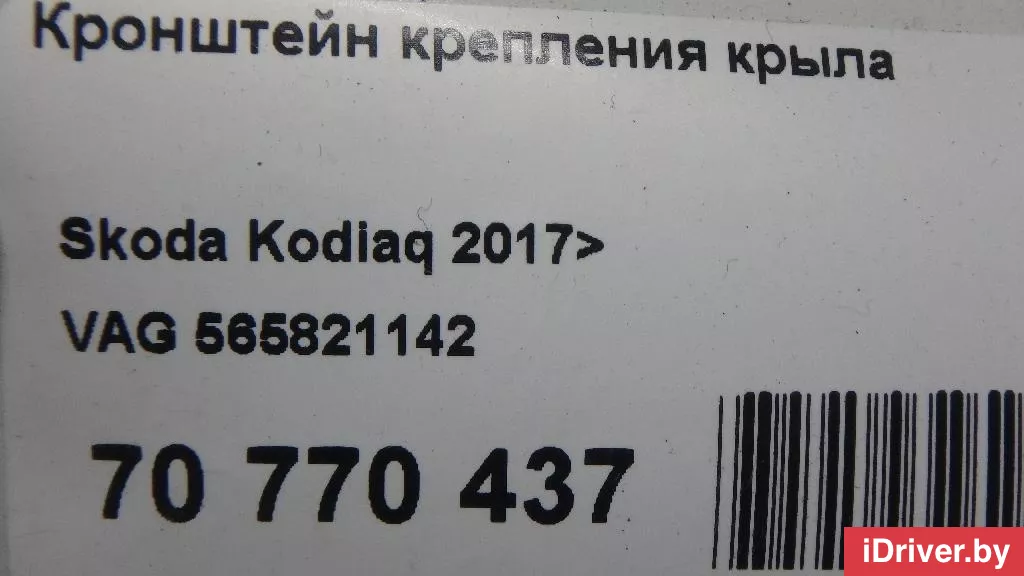 Кронштейн крепления крыла
Skoda Kodiaq 2017>
VAG 565821142
70 770 437
iDriver.by